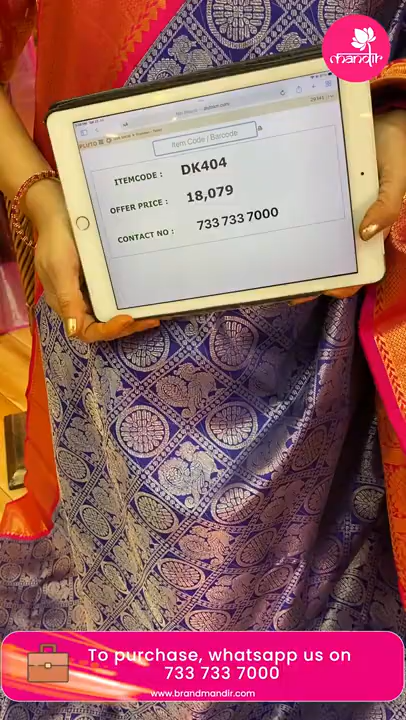 mandir
Item Code / Barcode
ITEMCODE : DK404
OFFER PRICE : 18,079
CONTACT NO : 733 733 7000
To purchase, whatsapp us on
733 733 7000
www.brandmandir.com